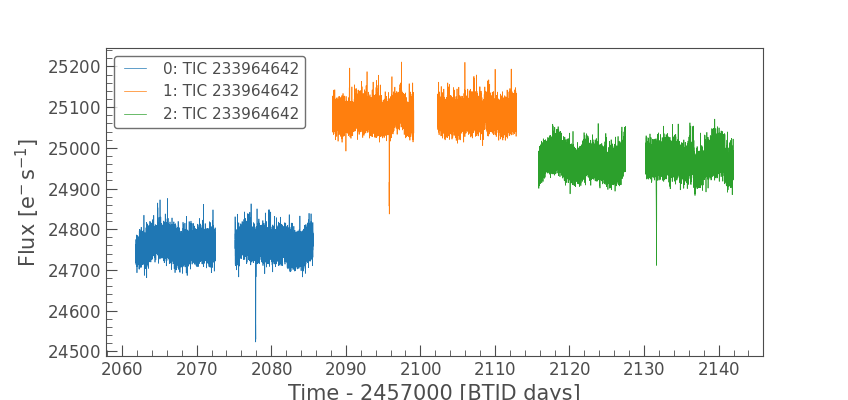 25200
25100
25000
24900
24800
24700
24600
24500
Flux [e⁻ s⁻¹]
0: TIC 233964642
1: TIC 233964642
2: TIC 233964642
2060 2070 2080 2090 2100 2110 2120 2130 2140
Time - 2457000 [BTJD days]